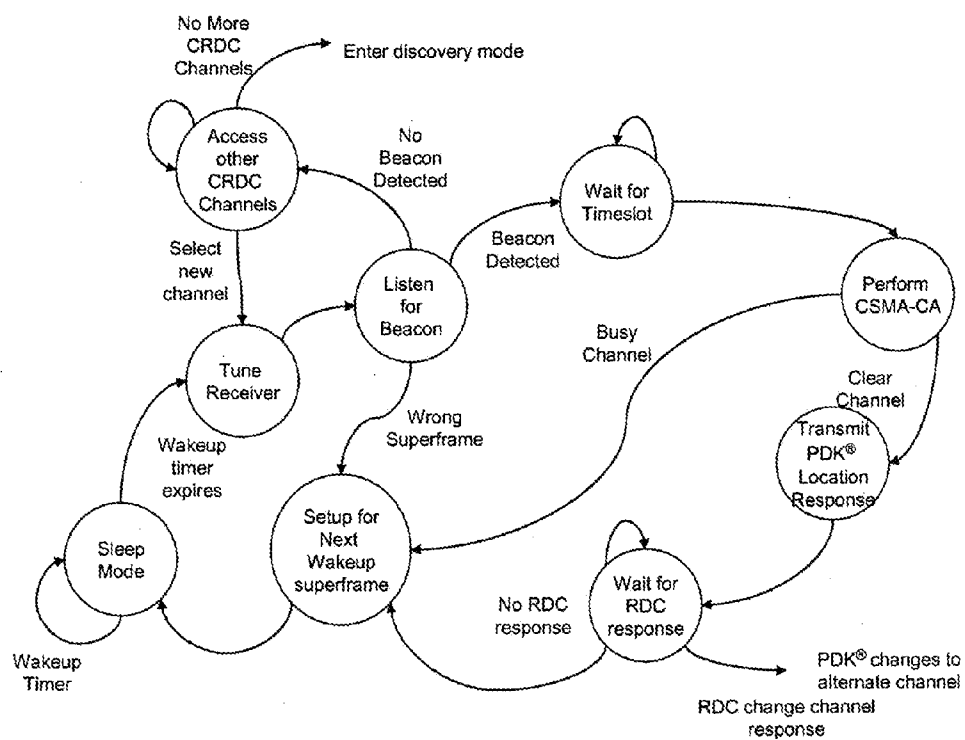 No More
CRDC
Channels
Enter discovery mode
Access
other
CRDC
Channels
No
Beacon
Detected
Wait for
Timeslot
Select
new
channel
Listen
for
Beacon
Beacon
Detected
Perform
CSMA-CA
Tune
Receiver
Busy
Channel
Wrong
Superframe
Clear
Channel
Transmit
PDK®
Location
Response
Wakeup
timer
expires
Setup for
Next
Wakeup
superframe
Sleep
Mode
Wait for
RDC
response
No RDC
response
Wakeup
Timer
PDK® changes to
alternate channel
RDC change channel
response